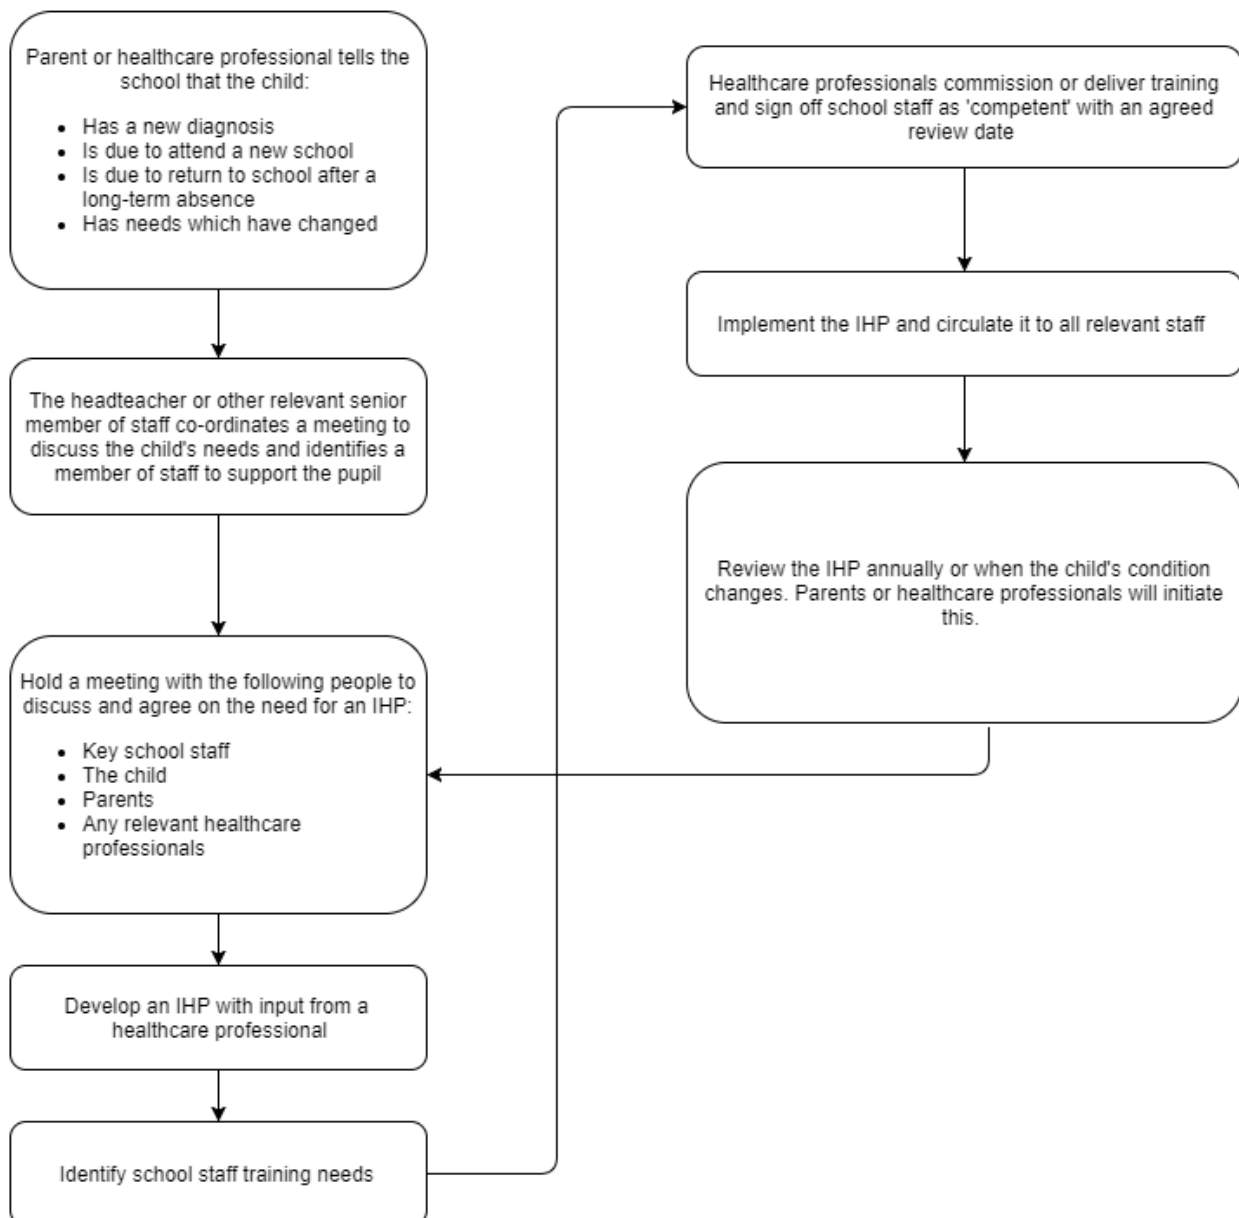 Parent or healthcare professional tells the
school that the child:
• Has a new diagnosis
• Is due to attend a new school
• Is due to return to school after a
long-term absence
• Has needs which have changed
The headteacher or other relevant senior
member of staff co-ordinates a meeting to
discuss the child's needs and identifies a
member of staff to support the pupil
Hold a meeting with the following people to
discuss and agree on the need for an IHP:
• Key school staff
• The child
• Parents
• Any relevant healthcare
professionals
Develop an IHP with input from a
healthcare professional
Identify school staff training needs
Healthcare professionals commission or deliver training
and sign off school staff as 'competent' with an agreed
review date
Implement the IHP and circulate it to all relevant staff
Review the IHP annually or when the child's condition
changes. Parents or healthcare professionals will initiate
this.